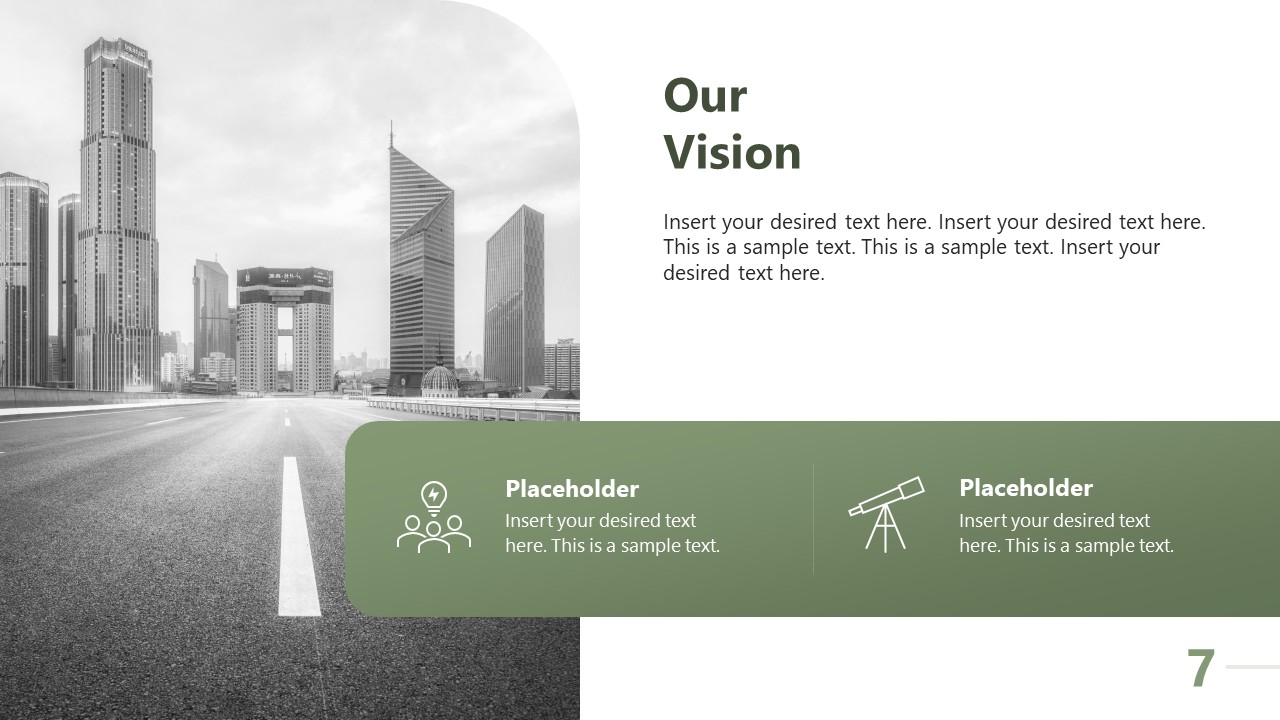 Our
Vision
Insert your desired text here. Insert your desired text here.
This is a sample text. This is a sample text. Insert your
desired text here.
Placeholder
Insert your desired text
here. This is a sample text.
Placeholder
Insert your desired text
here. This is a sample text.
7